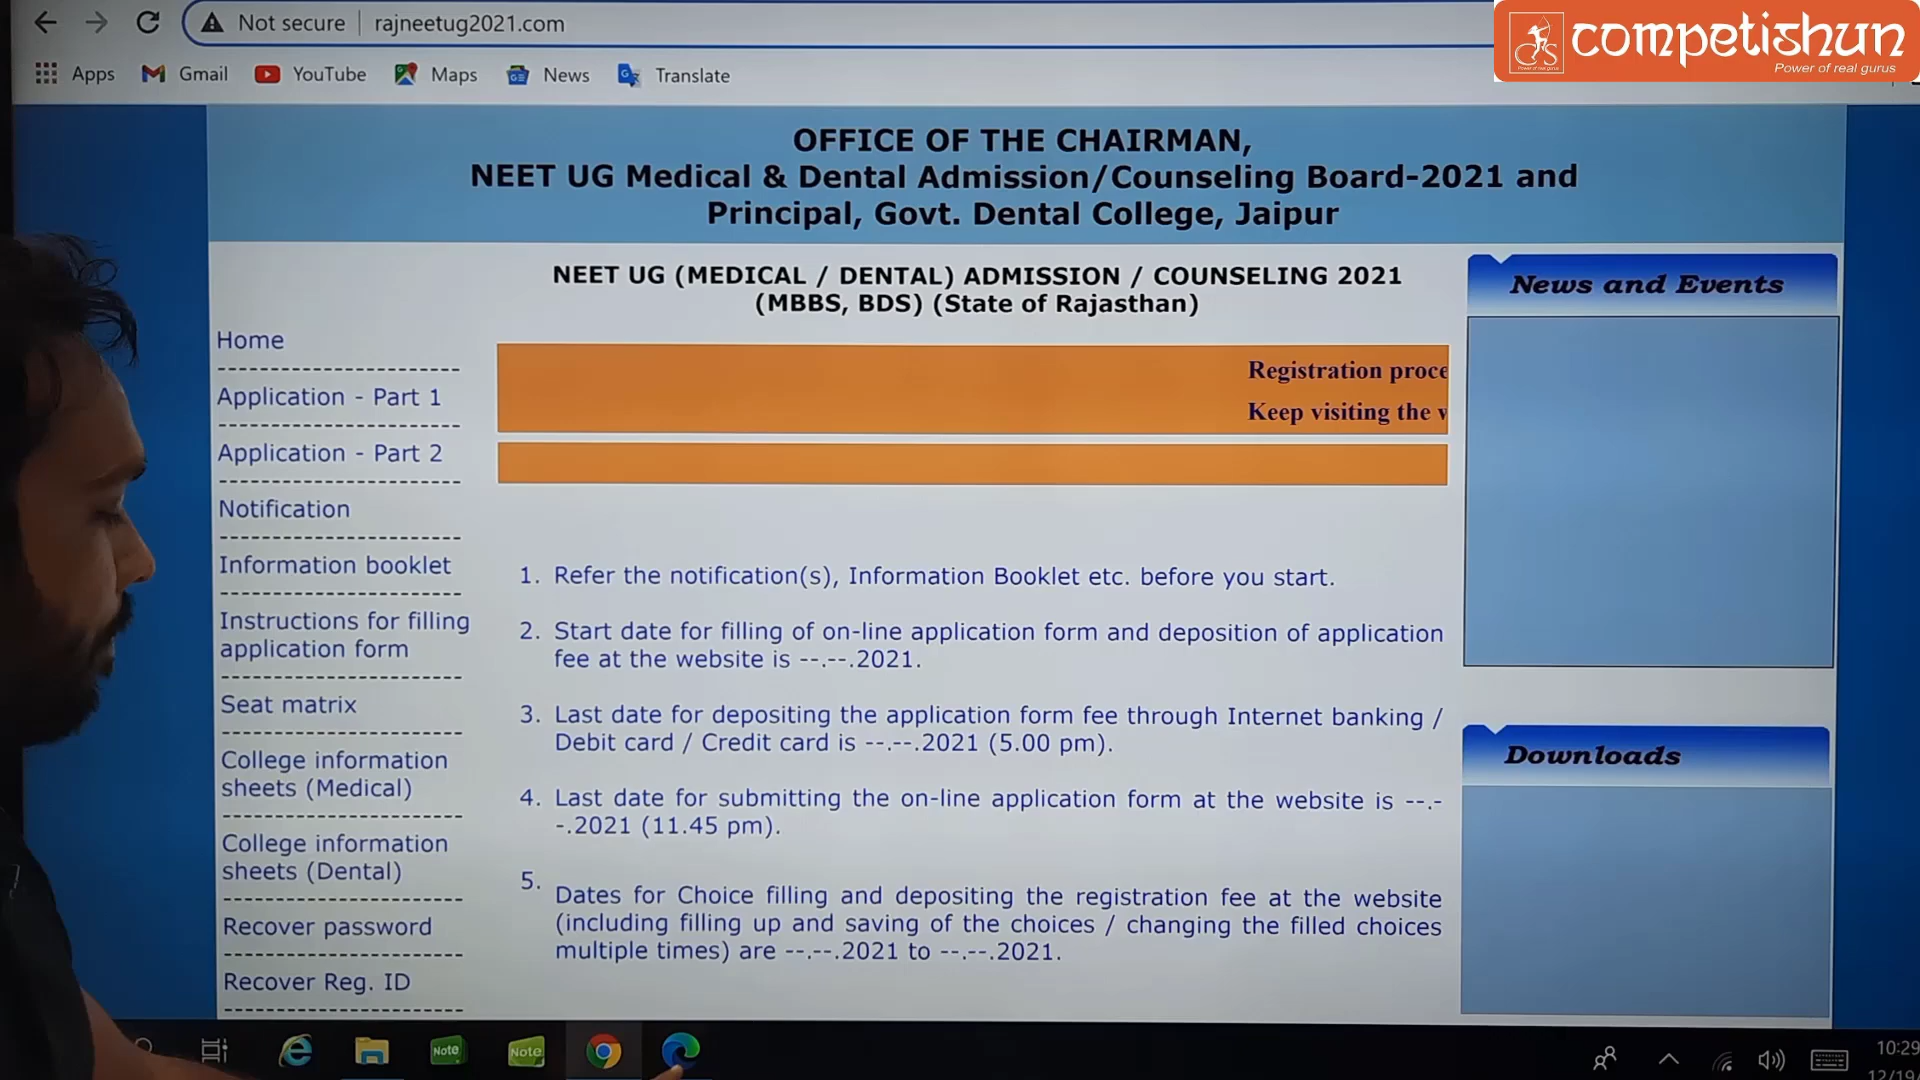 Not secure
rajneetug2021.com
competishun
Power of real gurus
Apps
Gmail
YouTube
Maps
News
Translate
OFFICE OF THE CHAIRMAN,
NEET UG Medical & Dental Admission/Counseling Board-2021 and
Principal, Govt. Dental College, Jaipur
NEET UG (MEDICAL / DENTAL) ADMISSION / COUNSELING 2021
(MBBS, BDS) (State of Rajasthan)
Home
Application - Part 1
Application - Part 2
Notification
Information booklet
Instructions for filling
application form
Seat matrix
College information
sheets (Medical)
College information
sheets (Dental)
Recover password
Recover Reg. ID
Registration proce
Keep visiting the
1. Refer the notification(s), Information Booklet etc. before you start.
2. Start date for filling of on-line application form and deposition of application
fee at the website is --.--.2021.
3. Last date for depositing the application form fee through Internet banking /
Debit card / Credit card is --.--.2021 (5.00 pm).
4. Last date for submitting the on-line application form at the website is --.-
-.2021 (11.45 pm).
5. Dates for Choice filling and depositing the registration fee at the website
(including filling up and saving of the choices / changing the filled choices
multiple times) are --.--.2021 to --.--.2021.
News and Events
Downloads
Note
Note
10:29
12/19